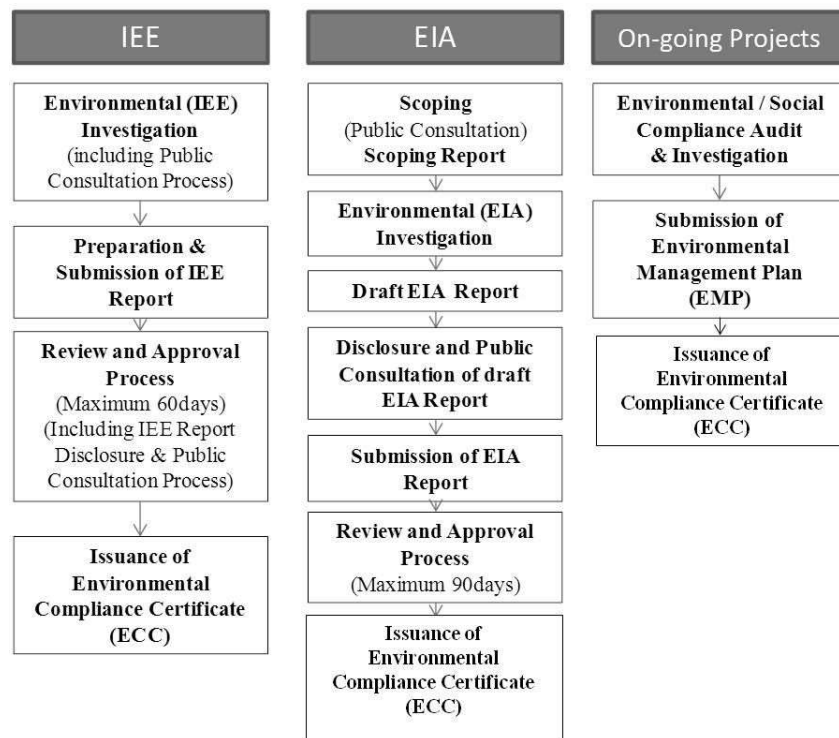 IEE
Environmental (IEE)
Investigation
(including Public
Consultation Process)
Preparation &
Submission of IEE
Report
Review and Approval
Process
(Maximum 60days)
(Including IEE Report
Disclosure & Public
Consultation Process)
Issuance of
Environmental
Compliance Certificate
(ECC)
EIA
Scoping
(Public Consultation)
Scoping Report
Environmental (EIA)
Investigation
Draft EIA Report
Disclosure and Public
Consultation of draft
EIA Report
Submission of EIA
Report
Review and Approval
Process
(Maximum 90days)
Issuance of
Environmental
Compliance Certificate
(ECC)
On-going Projects
Environmental / Social
Compliance Audit
& Investigation
Submission of
Environmental
Management Plan
(EMP)
Issuance of
Environmental
Compliance Certificate
(ECC)